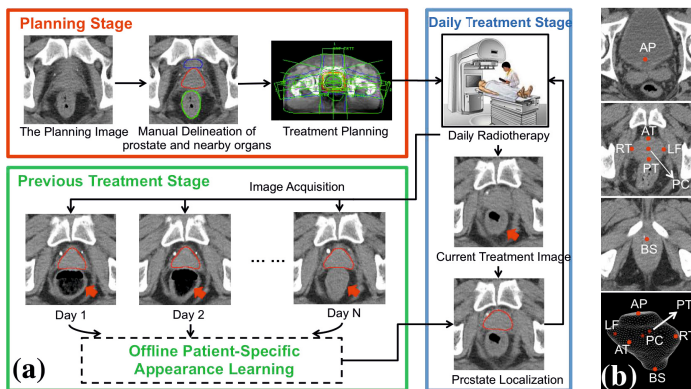 Planning Stage
The Planning Image
Manual Delineation of
prostate and nearby organs
Treatment Planning
Daily Treatment Stage
Daily Radiotherapy
Current Treatment Image
Prostate Localization
Previous Treatment Stage
Image Acquisition
... ...
Day 1
Day 2
Day N
Offline Patient-Specific
Appearance Learning
(a)
AP
AT
RT
LF
PT
PC
BS
AP
PT
LF
PC
RT
AT
BS
(b)